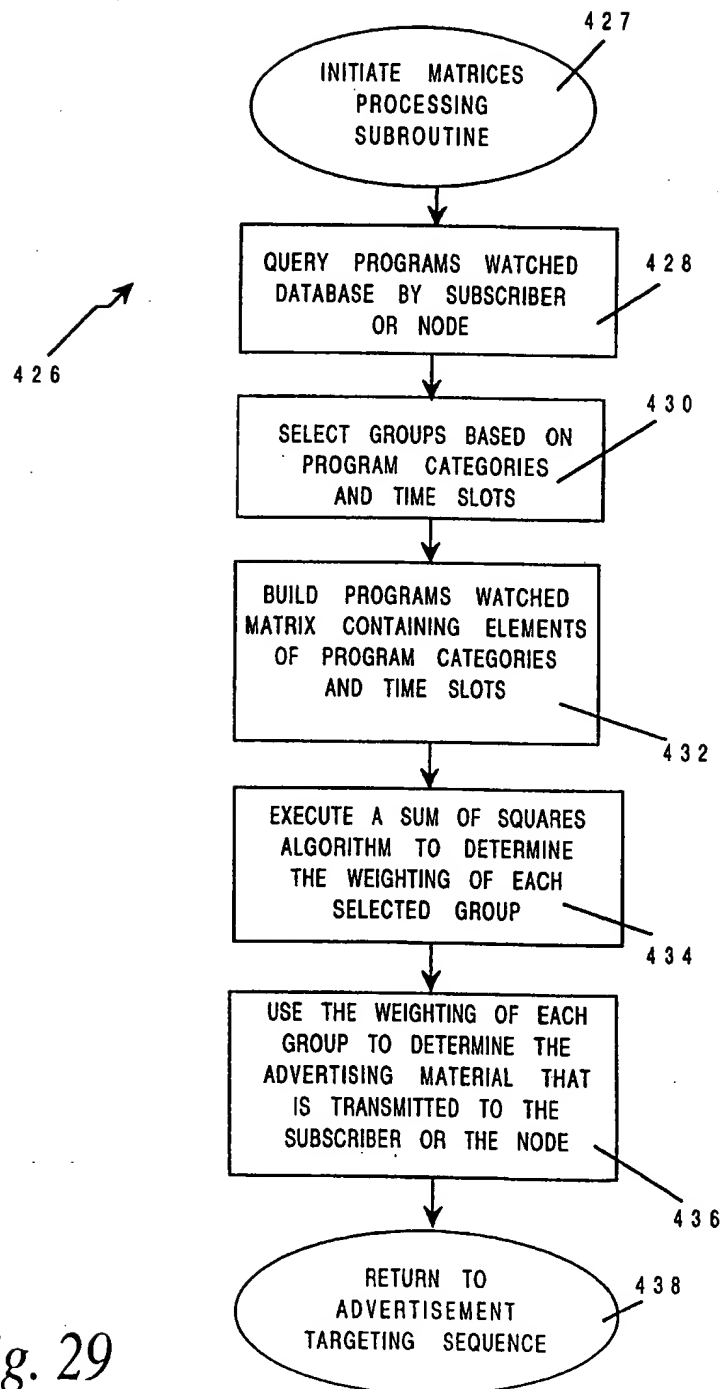 427
INITIATE MATRICES
PROCESSING
SUBROUTINE
QUERY PROGRAMS WATCHED
DATABASE BY SUBSCRIBER
OR NODE
428
426
SELECT GROUPS BASED ON
PROGRAM CATEGORIES
AND TIME SLOTS
430
BUILD PROGRAMS WATCHED
MATRIX CONTAINING ELEMENTS
OF PROGRAM CATEGORIES
AND TIME SLOTS
432
EXECUTE A SUM OF SQUARES
ALGORITHM TO DETERMINE
THE WEIGHTING OF EACH
SELECTED GROUP
434
USE THE WEIGHTING OF EACH
GROUP TO DETERMINE THE
ADVERTISING MATERIAL THAT
IS TRANSMITTED TO THE
SUBSCRIBER OR THE NODE
436
RETURN TO
ADVERTISEMENT
TARGETING SEQUENCE
438
g. 29